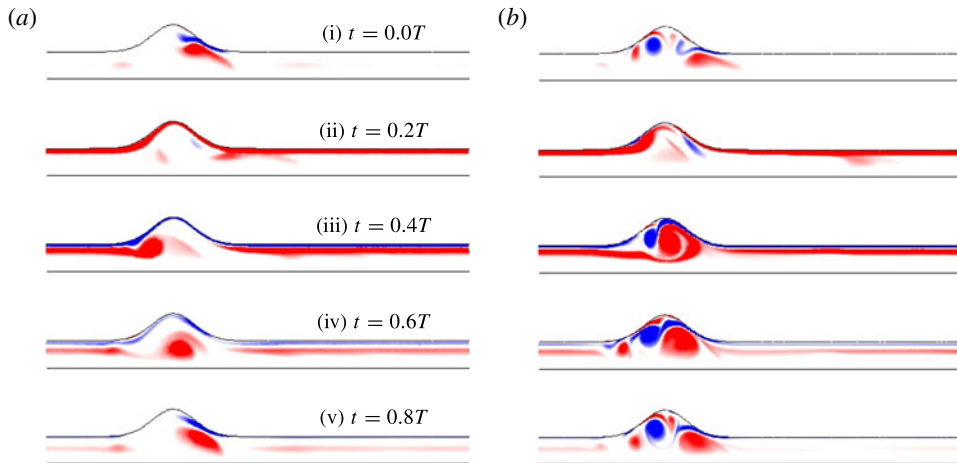 (a)
(b)
(i) t = 0.0T
(ii) t = 0.2T
(iii) t = 0.4T
(iv) t = 0.6T
(v) t = 0.8T